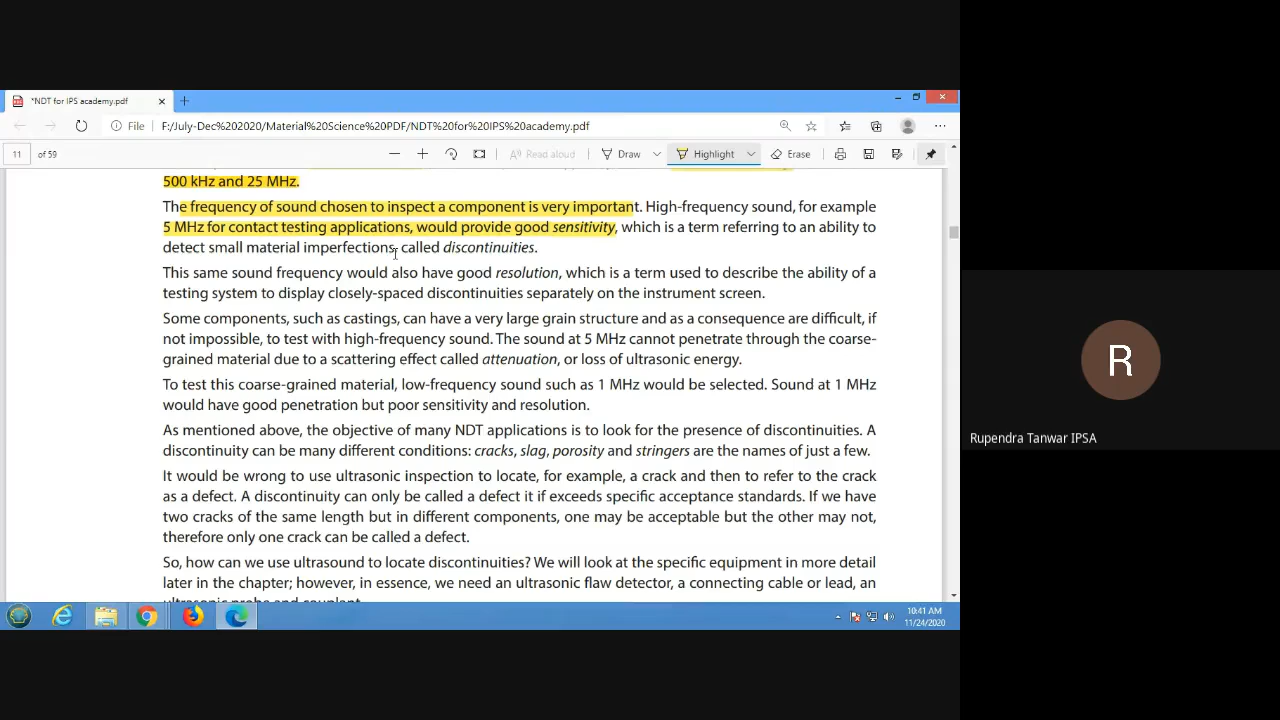 *NDT for IPS academy.pdf
File
F:/July-Dec%202020/Material%20Science%20PDF/NDT%20for%20IPS%20academy.pdf
11 of 59
Read aloud
Draw
Highlight
Erase
500 kHz and 25 MHz.
The frequency of sound chosen to inspect a component is very important. High-frequency sound, for example
5 MHz for contact testing applications, would provide good sensitivity, which is a term referring to an ability to
detect small material imperfections, called discontinuities.
This same sound frequency would also have good resolution, which is a term used to describe the ability of a
testing system to display closely-spaced discontinuities separately on the instrument screen.
Some components, such as castings, can have a very large grain structure and as a consequence are difficult, if
not impossible, to test with high-frequency sound. The sound at 5 MHz cannot penetrate through the coarse-
grained material due to a scattering effect called attenuation, or loss of ultrasonic energy.
To test this coarse-grained material, low-frequency sound such as 1 MHz would be selected. Sound at 1 MHz
would have good penetration but poor sensitivity and resolution.
As mentioned above, the objective of many NDT applications is to look for the presence of discontinuities. A
discontinuity can be many different conditions: cracks, slag, porosity and stringers are the names of just a few.
It would be wrong to use ultrasonic inspection to locate, for example, a crack and then to refer to the crack
as a defect. A discontinuity can only be called a defect it if exceeds specific acceptance standards. If we have
two cracks of the same length but in different components, one may be acceptable but the other may not,
therefore only one crack can be called a defect.
So, how can we use ultrasound to locate discontinuities? We will look at the specific equipment in more detail
later in the chapter; however, in essence, we need an ultrasonic flaw detector, a connecting cable or lead, an
ultrasonic probe and couplant.
10:41 AM
11/24/2020
R
Rupendra Tanwar IPSA